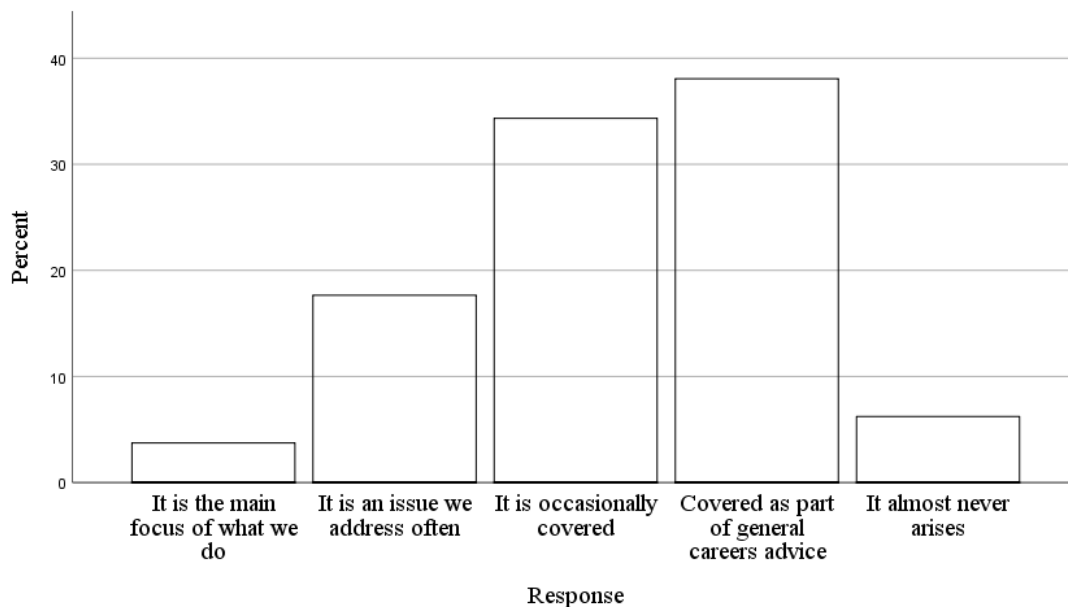 40
30
20
10
0
Percent
It is the main
focus of what we
do
It is an issue we
address often
It is occasionally
covered
Covered as part
of general
careers advice
It almost never
arises
Response